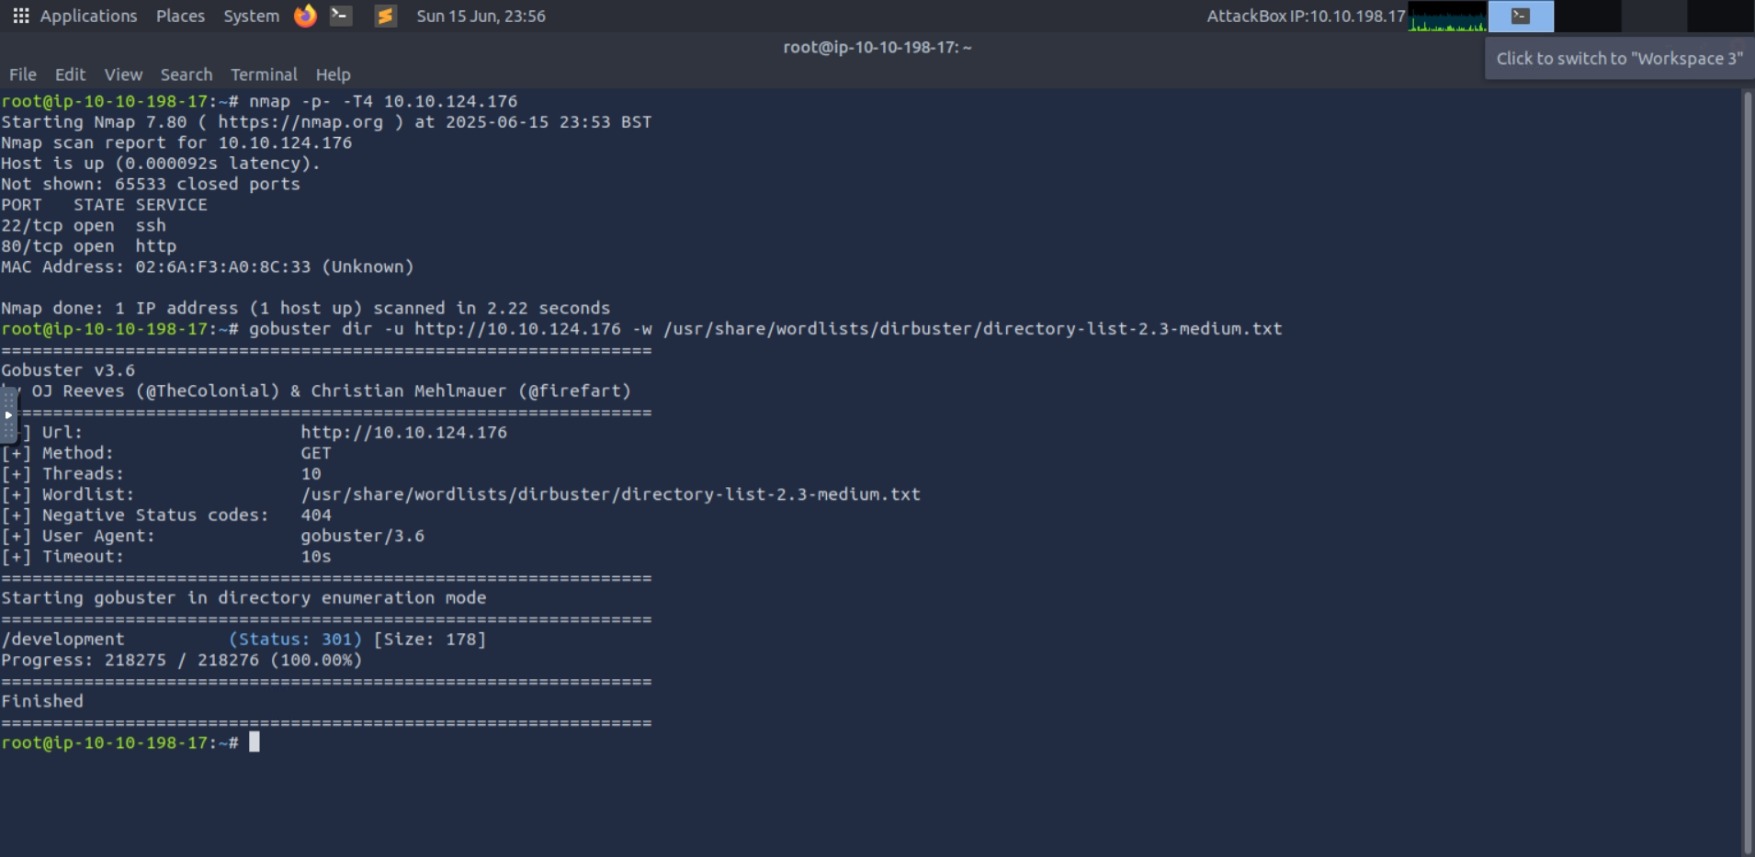 Applications Places System Sun 15 Jun, 23:56 AttackBox IP:10.10.198.17
root@ip-10-10-198-17: ~
Click to switch to "Workspace 3"
File Edit View Search Terminal Help
root@ip-10-10-198-17:~# nmap -p- -T4 10.10.124.176
Starting Nmap 7.80 ( https://nmap.org ) at 2025-06-15 23:53 BST
Nmap scan report for 10.10.124.176
Host is up (0.000092s latency).
Not shown: 65533 closed ports
PORT   STATE SERVICE
22/tcp open  ssh
80/tcp open  http
MAC Address: 02:6A:F3:A0:8C:33 (Unknown)
Nmap done: 1 IP address (1 host up) scanned in 2.22 seconds
root@ip-10-10-198-17:~# gobuster dir -u http://10.10.124.176 -w /usr/share/wordlists/dirbuster/directory-list-2.3-medium.txt
===============================================================
Gobuster v3.6
OJ Reeves (@TheColonial) & Christian Mehlmauer (@firefart)
=============================================================
] Url:                     http://10.10.124.176
[+] Method:                  GET
[+] Threads:                 10
[+] Wordlist:                /usr/share/wordlists/dirbuster/directory-list-2.3-medium.txt
[+] Negative Status codes:   404
[+] User Agent:              gobuster/3.6
[+] Timeout:                 10s
===============================================================
Starting gobuster in directory enumeration mode
===============================================================
/development          (Status: 301) [Size: 178]
Progress: 218275 / 218276 (100.00%)
===============================================================
Finished
===============================================================
root@ip-10-10-198-17:~#